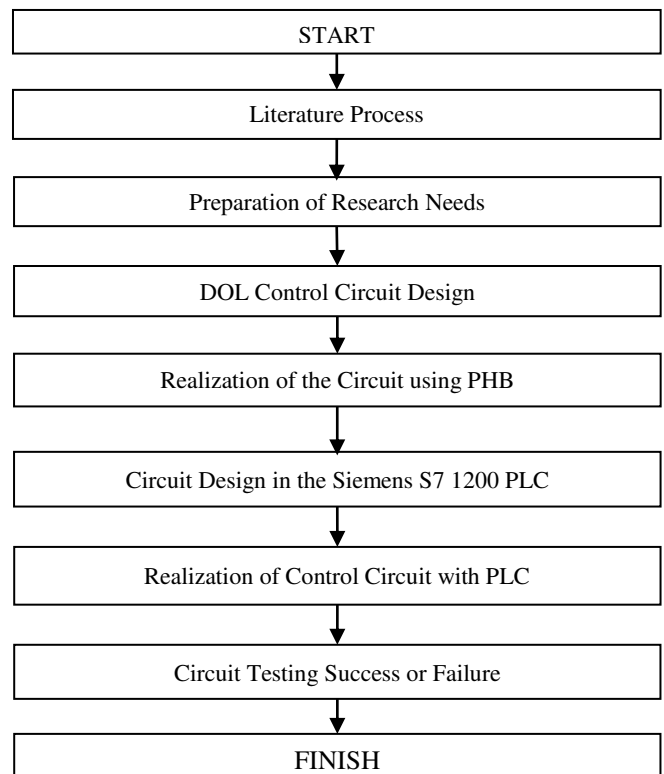 START
Literature Process
Preparation of Research Needs
DOL Control Circuit Design
Realization of the Circuit using PHB
Circuit Design in the Siemens S7 1200 PLC
Realization of Control Circuit with PLC
Circuit Testing Success or Failure
FINISH